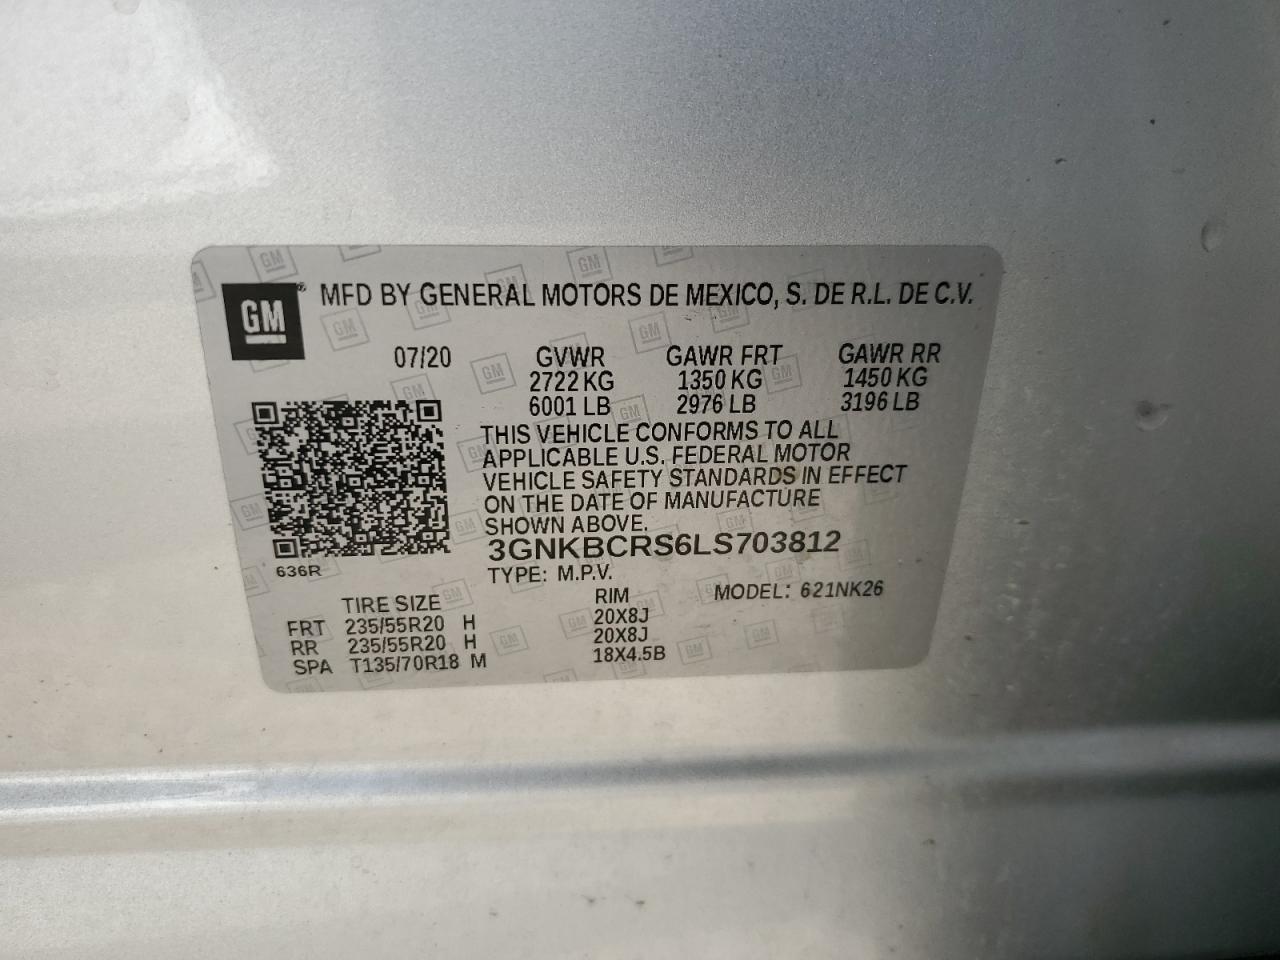 GM® MFD BY GENERAL MOTORS DE MEXICO, S. DE R.L. DE C.V.
07/20 GVWR GAWR FRT GAWR RR
2722 KG 1350 KG 1450 KG
6001 LB 2976 LB 3196 LB
THIS VEHICLE CONFORMS TO ALL
APPLICABLE U.S. FEDERAL MOTOR
VEHICLE SAFETY STANDARDS IN EFFECT
ON THE DATE OF MANUFACTURE
SHOWN ABOVE.
3GNKBCRS6LS703812
636R
TYPE: M.P.V.
MODEL: 621NK26
TIRE SIZE RIM
FRT 235/55R20 H 20X8J
RR 235/55R20 H 20X8J
SPA T135/70R18 M 18X4.5B